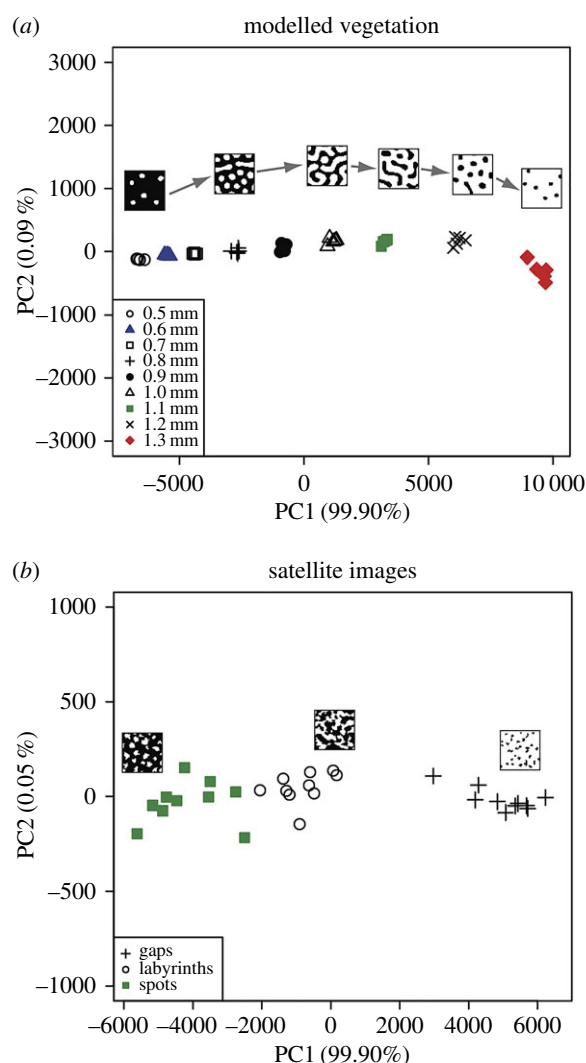 (a) modelled vegetation
3000
2000
1000
0
−1000
−2000
−3000
PC2 (0.09 %)
0.5 mm
0.6 mm
0.7 mm
0.8 mm
0.9 mm
1.0 mm
1.1 mm
1.2 mm
1.3 mm
−5000 0 5000 10 000
PC1 (99.90%)
(b) satellite images
1000
500
0
−500
−1000
PC2 (0.05 %)
gaps
labyrinths
spots
−6000 −4000 −2000 0 2000 4000 6000
PC1 (99.90%)